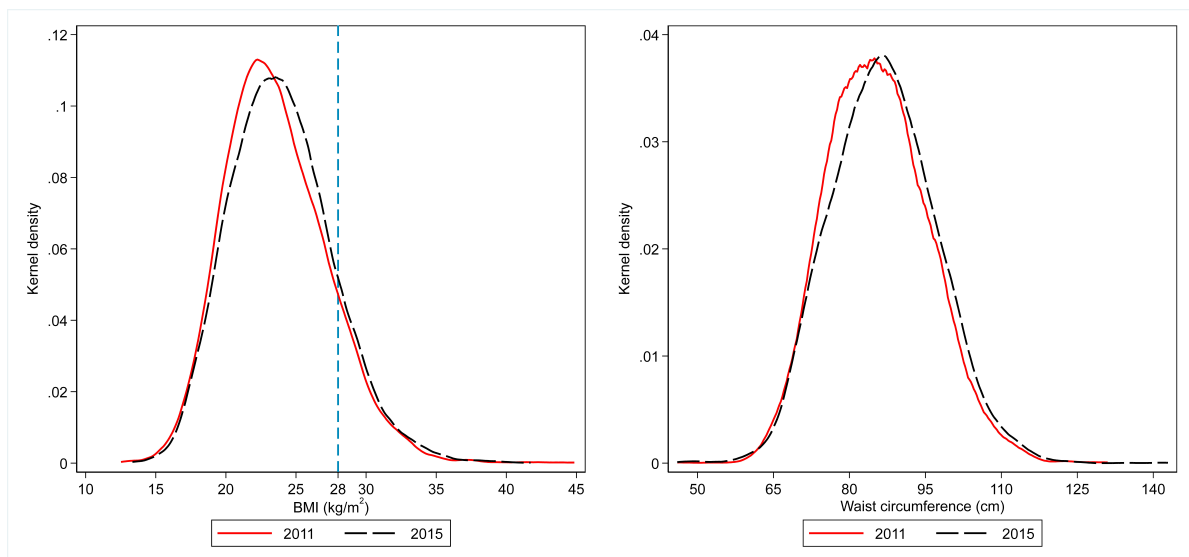 .12
.1
.08
.06
.04
.02
0
Kernel density
10 15 20 25 28 30 35 40 45
BMI (kg/m²)
2011 2015
.04
.03
.02
.01
0
Kernel density
50 65 80 95 110 125 140
Waist circumference (cm)
2011 2015